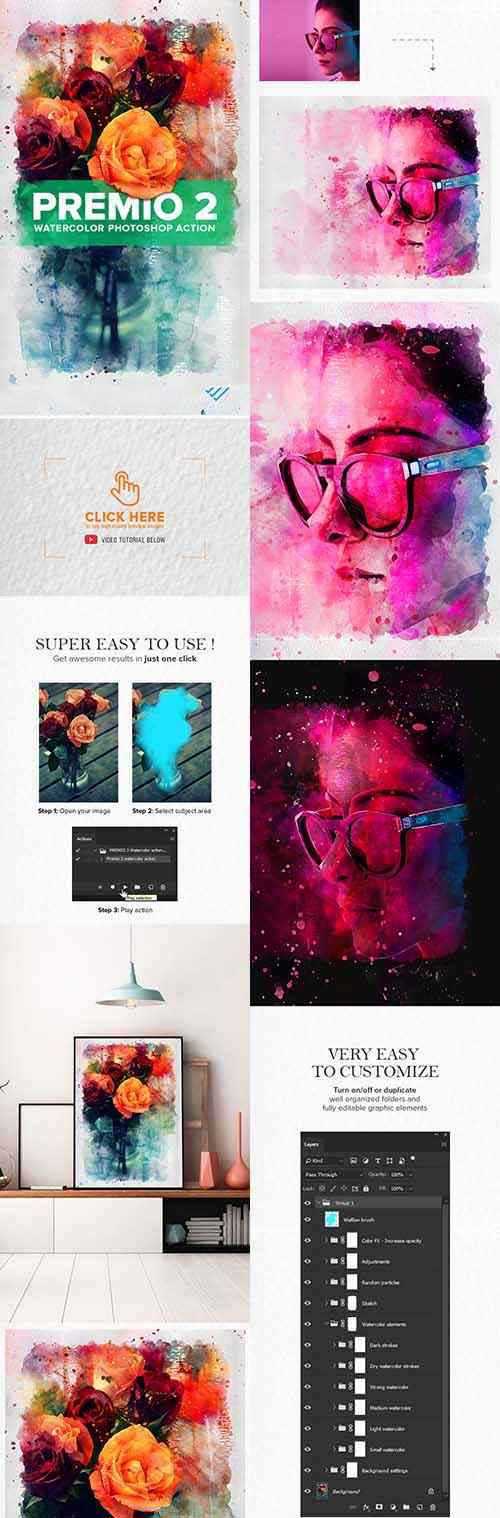 PREMIO 2
WATERCOLOR PHOTOSHOP ACTION
CLICK HERE
VIDEO TUTORIAL BELOW
SUPER EASY TO USE !
Get awesome results in just one click
Step 1: Open your image
Step 2: Select subject area
Actions
PREMIO 2 Watercolor action...
Premio 2 watercolor action
Play selection
Step 3: Play action
VERY EASY
TO CUSTOMIZE
Turn on/off or duplicate
well organized folders and
fully editable graphic elements
Layers
Kind
Pass Through
Opacity: 100%
Lock:
Fill: 100%
Group 1
Walllon brush
Color FX - Increase opacity
Adjustments
Random particles
Sketch
Watercolor elements
Dark strokes
Dry watercolor strokes
Strong watercolor
Medium watercolor
Light watercolor
Small watercolor
Background settings
Background